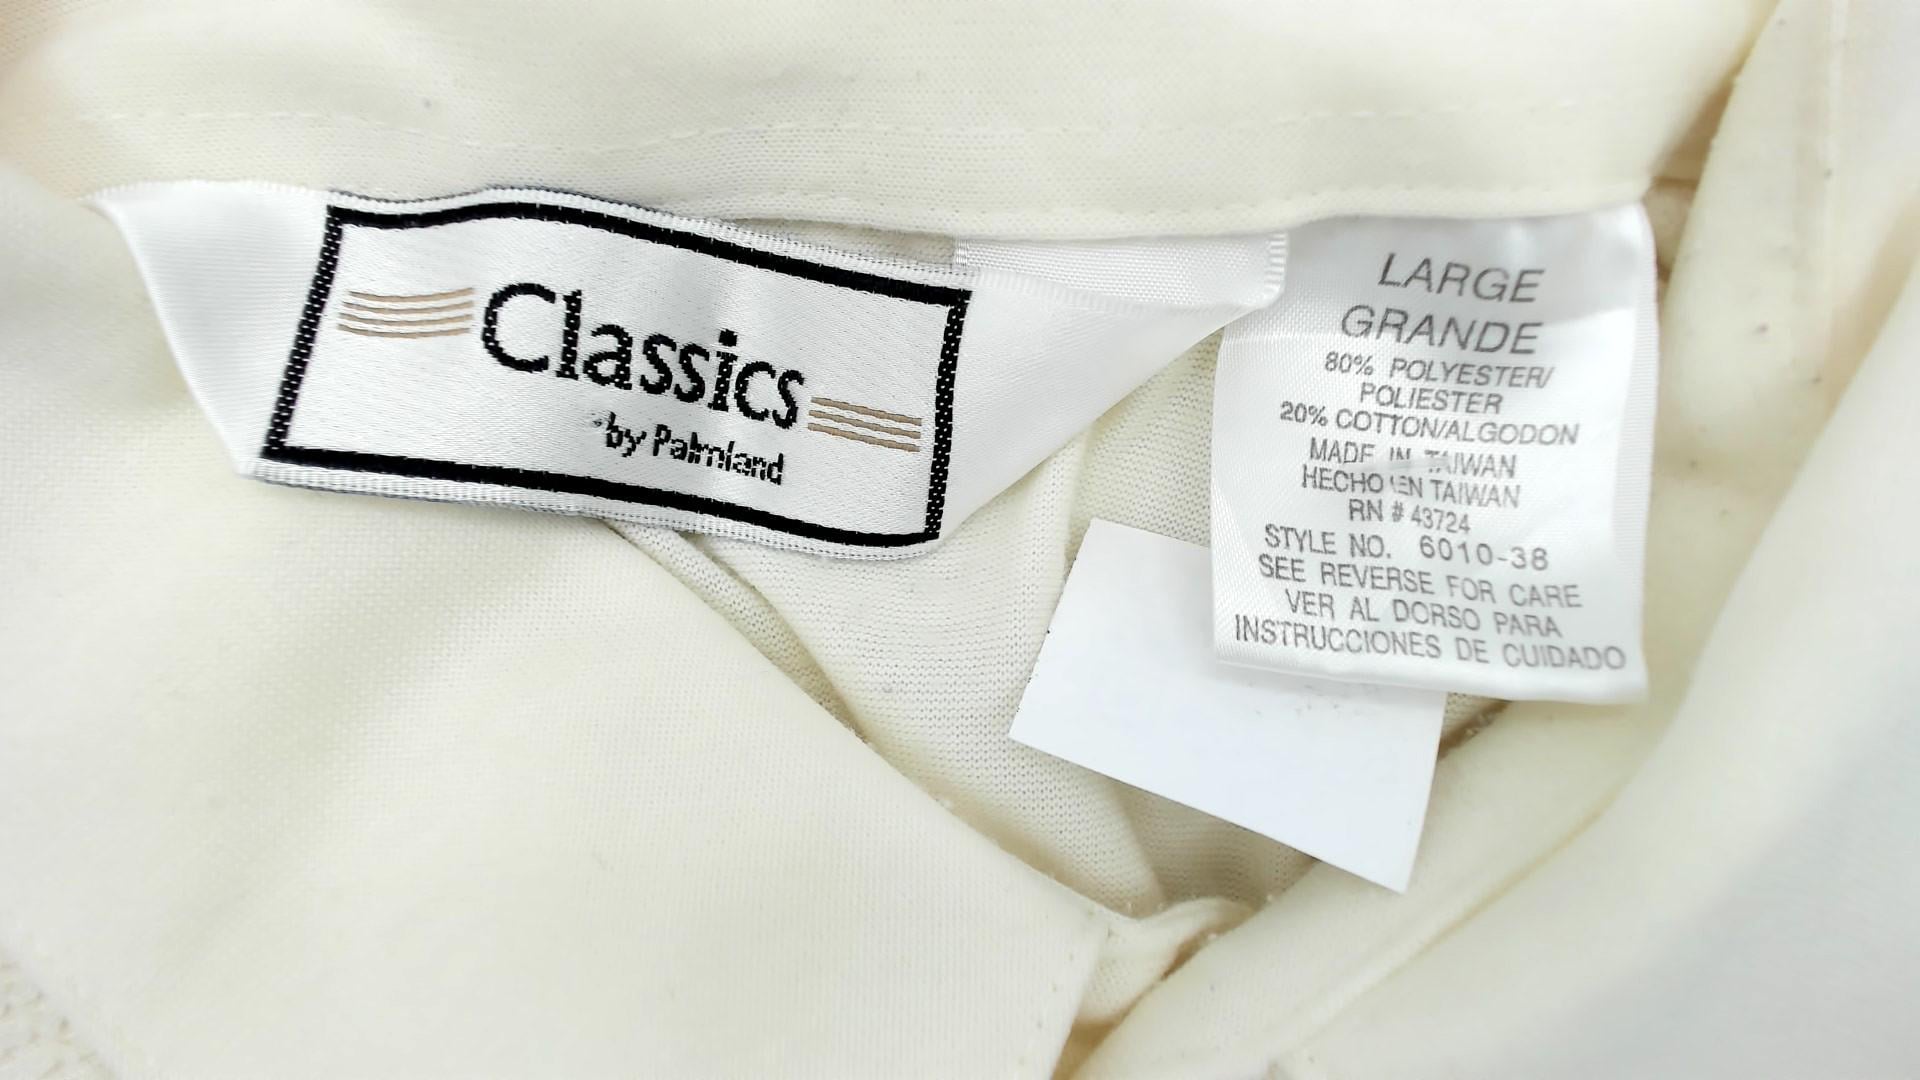 Classics
by Palmland
LARGE
GRANDE
80% POLYESTER/
POLIESTER
20% COTTON/ALGODON
MADE IN TAIWAN
HECHO EN TAIWAN
RN # 43724
STYLE NO. 6010-38
SEE REVERSE FOR CARE
VER AL DORSO PARA
INSTRUCCIONES DE CUIDADO